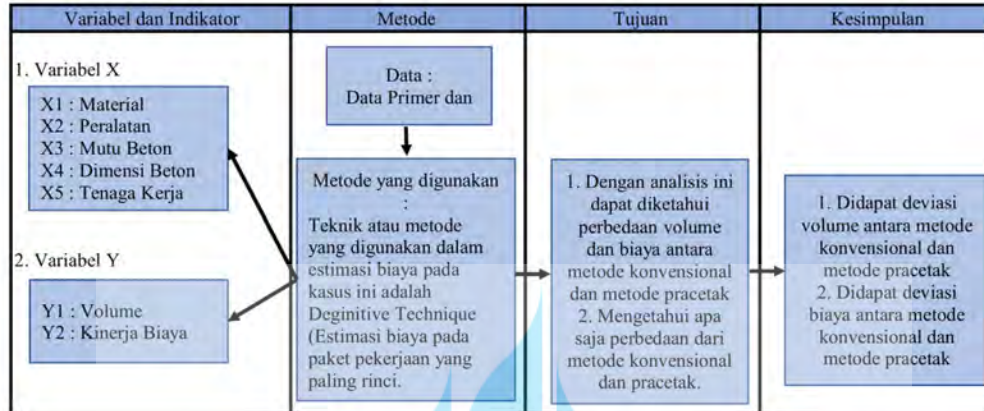 Variabel dan Indikator
Metode
Tujuan
Kesimpulan
1. Variabel X
X1 : Material
X2 : Peralatan
X3 : Mutu Beton
X4 : Dimensi Beton
X5 : Tenaga Kerja
2. Variabel Y
Y1 : Volume
Y2 : Kinerja Biaya
Data :
Data Primer dan
Metode yang digunakan
:
Teknik atau metode
yang digunakan dalam
estimasi biaya pada
kasus ini adalah
Deginitive Technique
(Estimasi biaya pada
paket pekerjaan yang
paling rinci.
1. Dengan analisis ini
dapat diketahui
perbedaan volume
dan biaya antara
metode konvensional
dan metode pracetak
2. Mengetahui apa
saja perbedaan dari
metode konvensional
dan pracetak.
1. Didapat deviasi
volume antara metode
konvensional dan
metode pracetak
2. Didapat deviasi
biaya antara metode
konvensional dan
metode pracetak